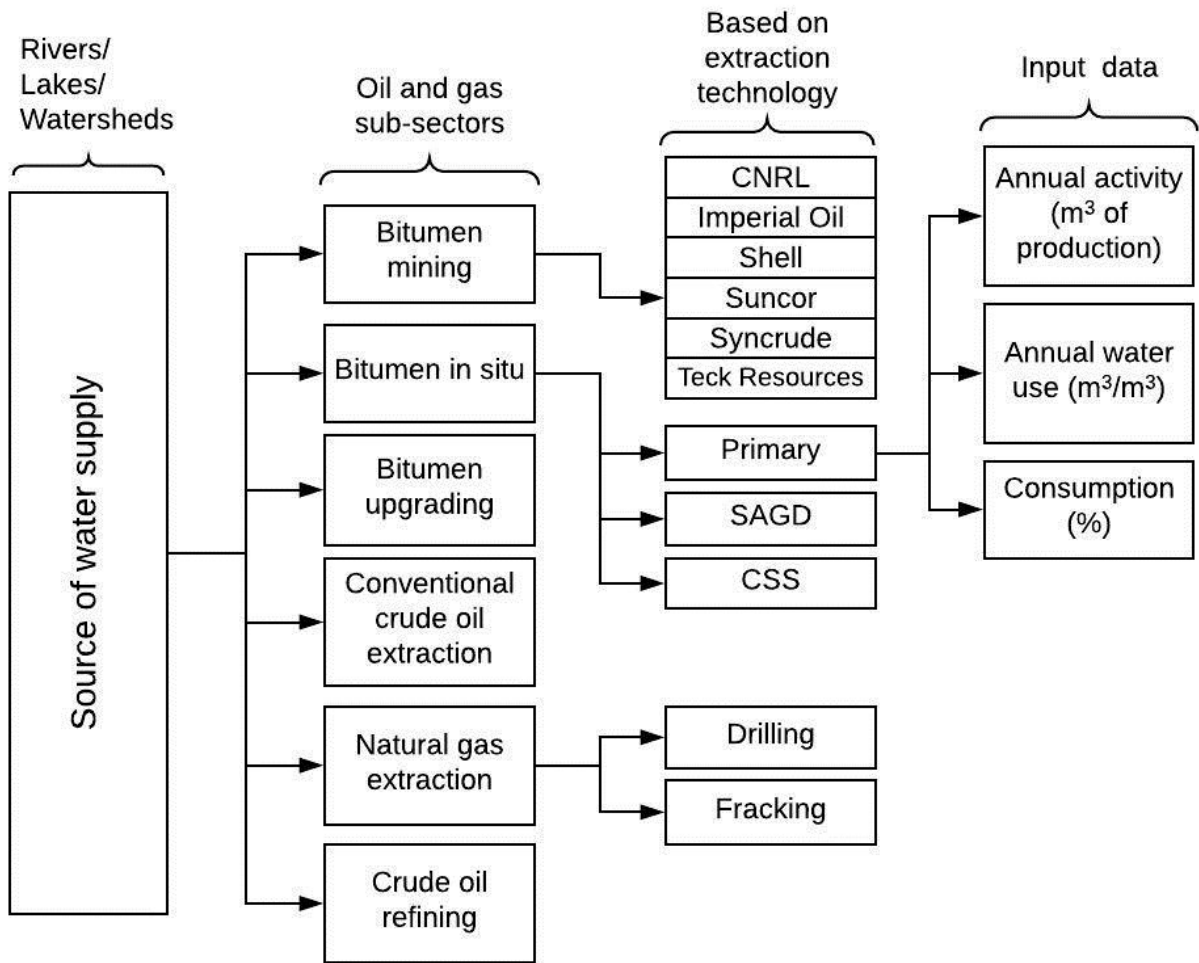 Rivers/
Lakes/
Watersheds
Source of water supply
Oil and gas
sub-sectors
Bitumen
mining
Bitumen in situ
Bitumen
upgrading
Conventional
crude oil
extraction
Natural gas
extraction
Crude oil
refining
Based on
extraction
technology
CNRL
Imperial Oil
Shell
Suncor
Syncrude
Teck Resources
Primary
SAGD
CSS
Drilling
Fracking
Input data
Annual activity
(m³ of
production)
Annual water
use (m³/m³)
Consumption
(%)